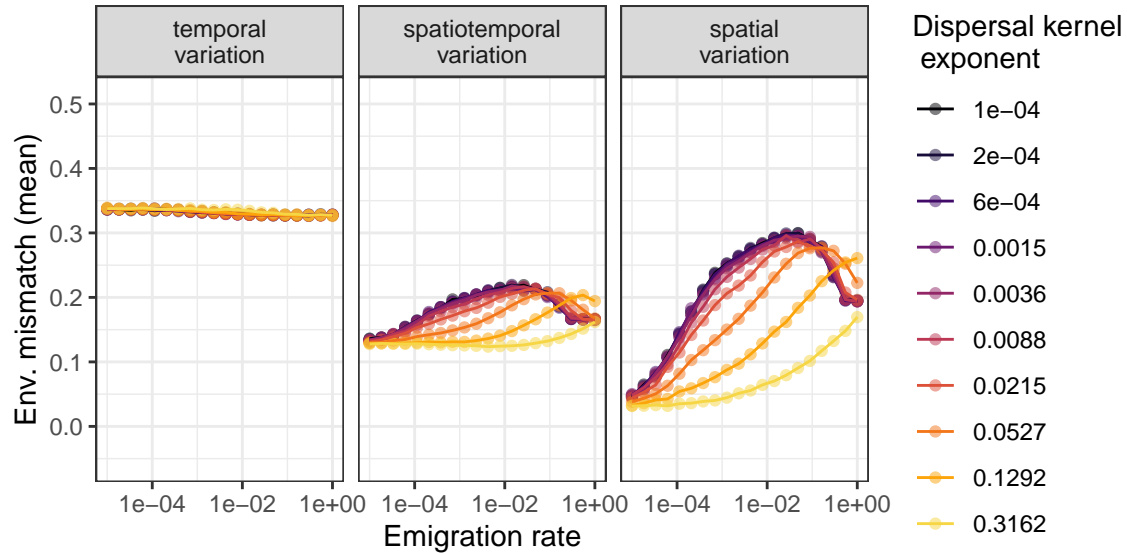 temporal
variation
spatiotemporal
variation
spatial
variation
Dispersal kernel
exponent
1e−04
2e−04
6e−04
0.0015
0.0036
0.0088
0.0215
0.0527
0.1292
0.3162
Env. mismatch (mean)
0.5
0.4
0.3
0.2
0.1
0.0
1e−04 1e−02 1e+00 1e−04 1e−02 1e+00 1e−04 1e−02 1e+00
Emigration rate